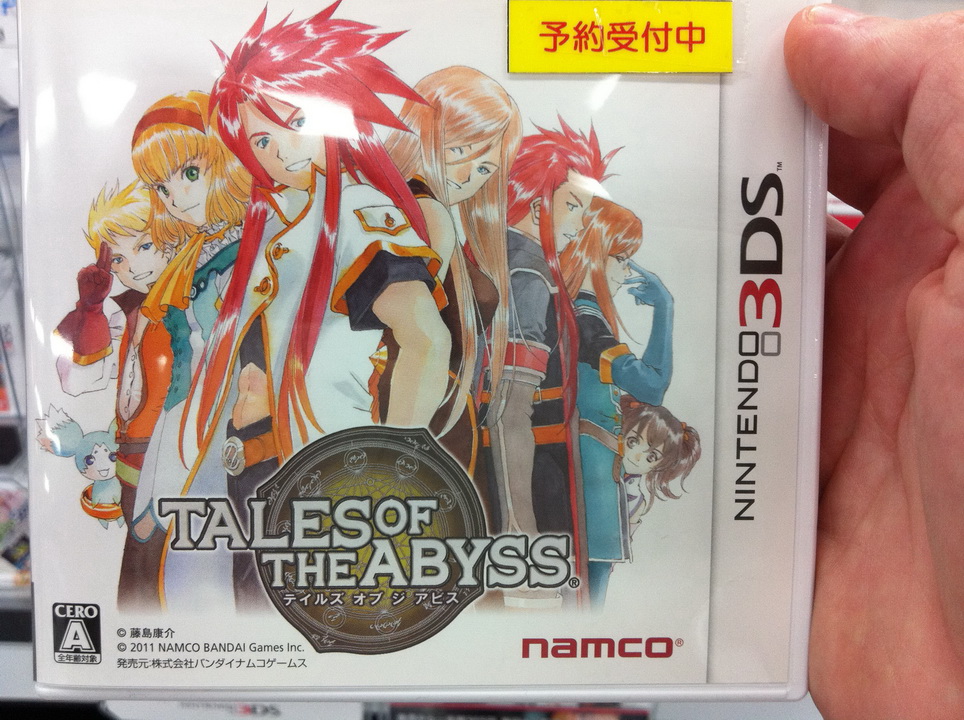 予約受付中
NINTENDO3DS™
TALES OF
THE ABYSS®
テイルズ オブ ジ アビス
CERO
A
全年齢対象
© 藤島康介
© 2011 NAMCO BANDAI Games Inc.
発売元:株式会社バンダイナムコゲームス
namco®
3DS